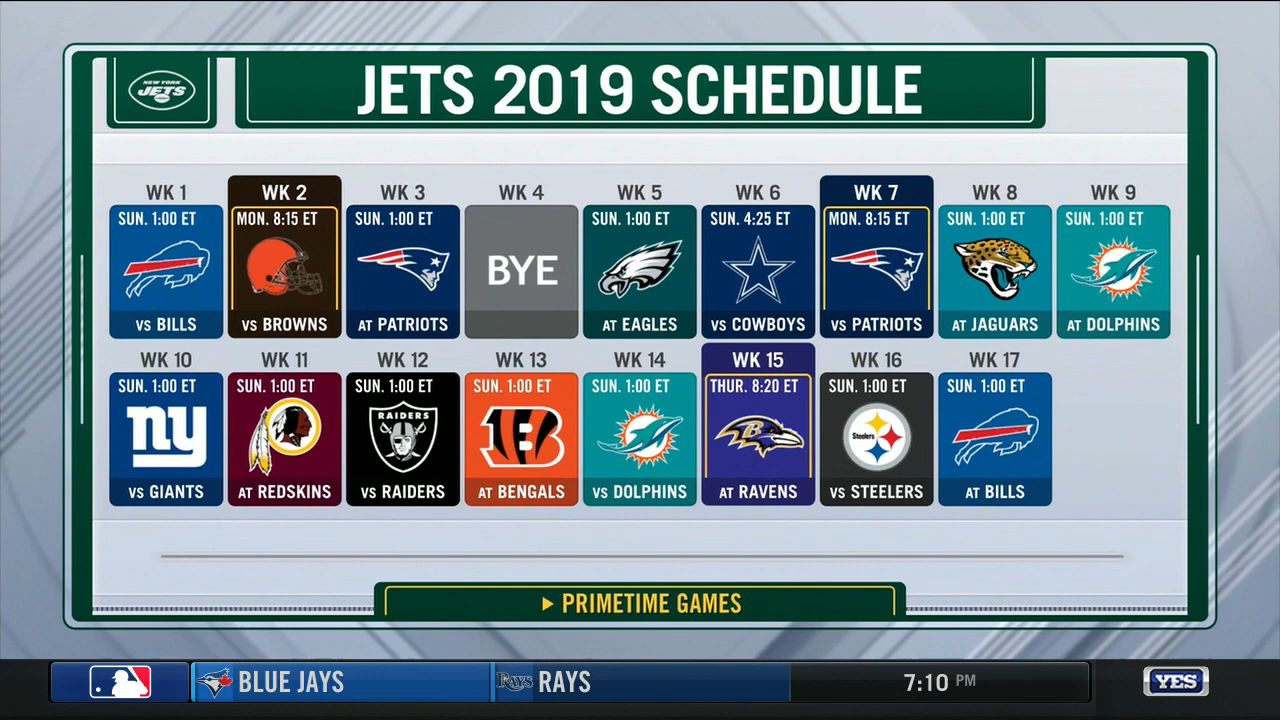 NEW YORK
JETS
JETS 2019 SCHEDULE
WK 1
SUN. 1:00 ET
VS BILLS
WK 2
MON. 8:15 ET
VS BROWNS
WK 3
SUN. 1:00 ET
AT PATRIOTS
WK 4
BYE
WK 5
SUN. 1:00 ET
AT EAGLES
WK 6
SUN. 4:25 ET
VS COWBOYS
WK 7
MON. 8:15 ET
VS PATRIOTS
WK 8
SUN. 1:00 ET
AT JAGUARS
WK 9
SUN. 1:00 ET
AT DOLPHINS
WK 10
SUN. 1:00 ET
ny
VS GIANTS
WK 11
SUN. 1:00 ET
AT REDSKINS
WK 12
SUN. 1:00 ET
RAIDERS
VS RAIDERS
WK 13
SUN. 1:00 ET
B
AT BENGALS
WK 14
SUN. 1:00 ET
VS DOLPHINS
WK 15
THUR. 8:20 ET
B
AT RAVENS
WK 16
SUN. 1:00 ET
Steelers
VS STEELERS
WK 17
SUN. 1:00 ET
AT BILLS
PRIMETIME GAMES
BLUE JAYS
RAYS
RAYS
7:10 PM
YES